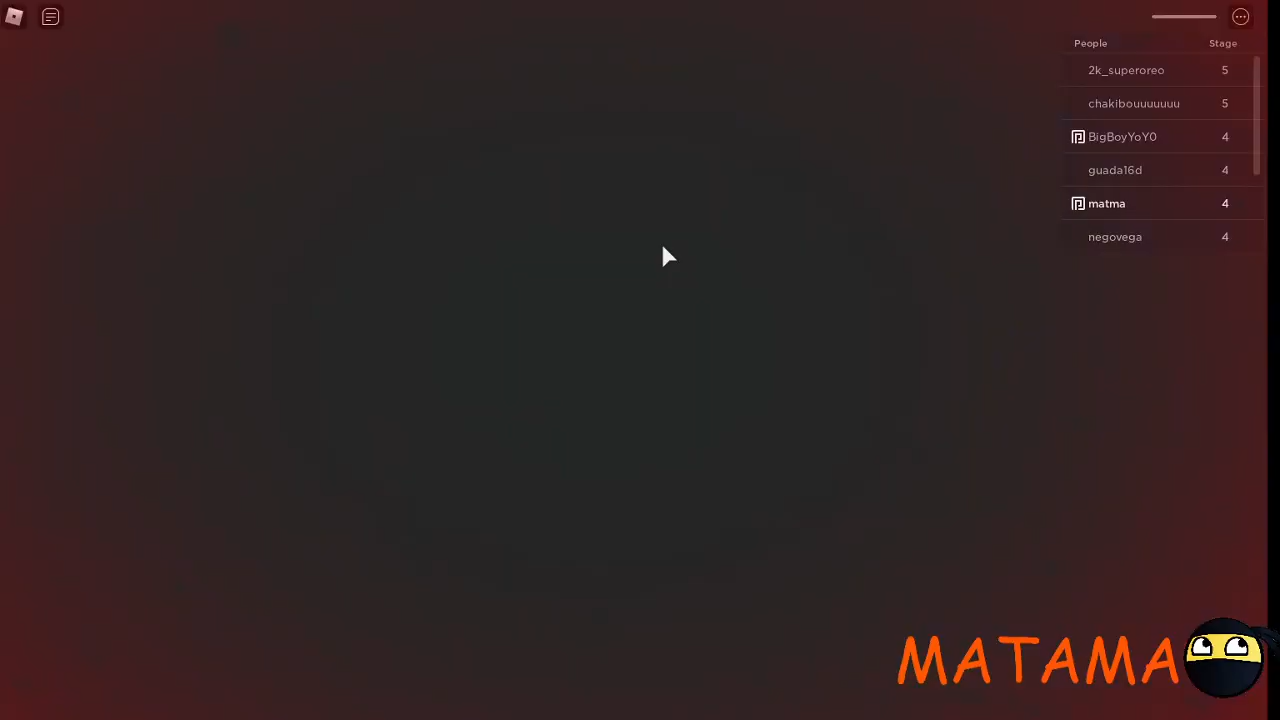 People Stage
2k_superoreo 5
chakibouuuuuuu 5
BigBoyYoY0 4
guada16d 4
matma 4
negovega 4
MATAMA